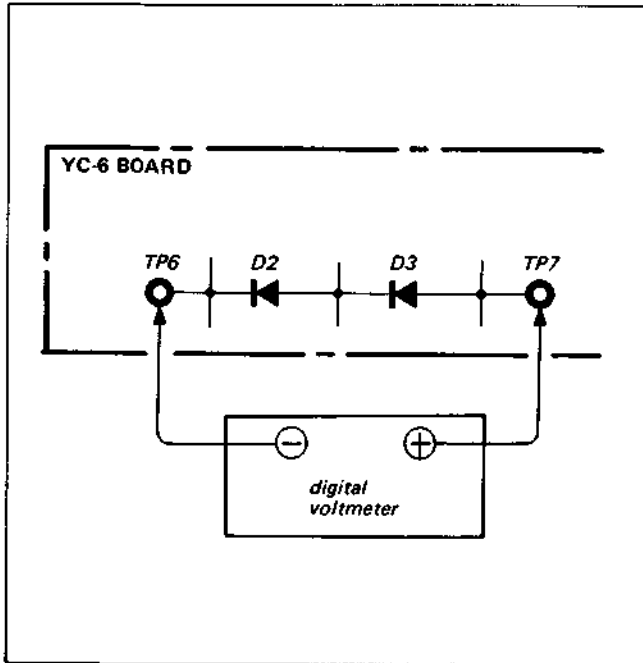 YC-6 BOARD
TP6 D2 D3 TP7
− +
digital
voltmeter